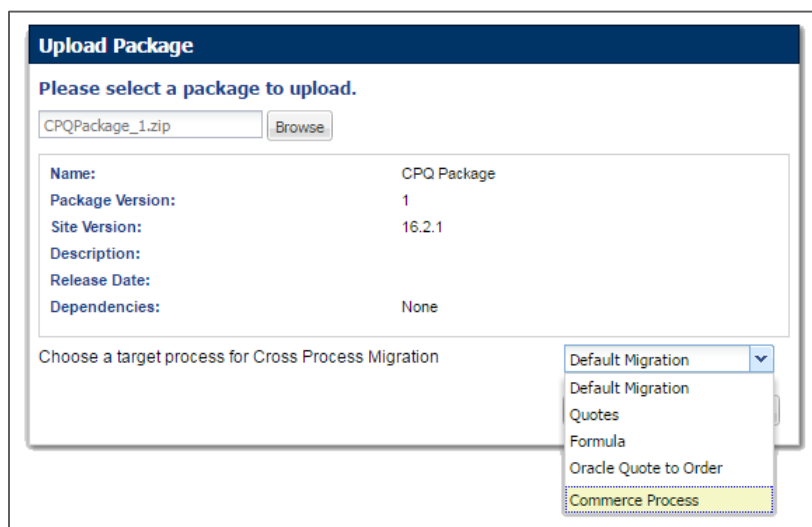 Upload Package
Please select a package to upload.
CPQPackage_1.zip Browse
Name: CPQ Package
Package Version: 1
Site Version: 16.2.1
Description:
Release Date:
Dependencies: None
Choose a target process for Cross Process Migration Default Migration
Default Migration
Quotes
Formula
Oracle Quote to Order
Commerce Process